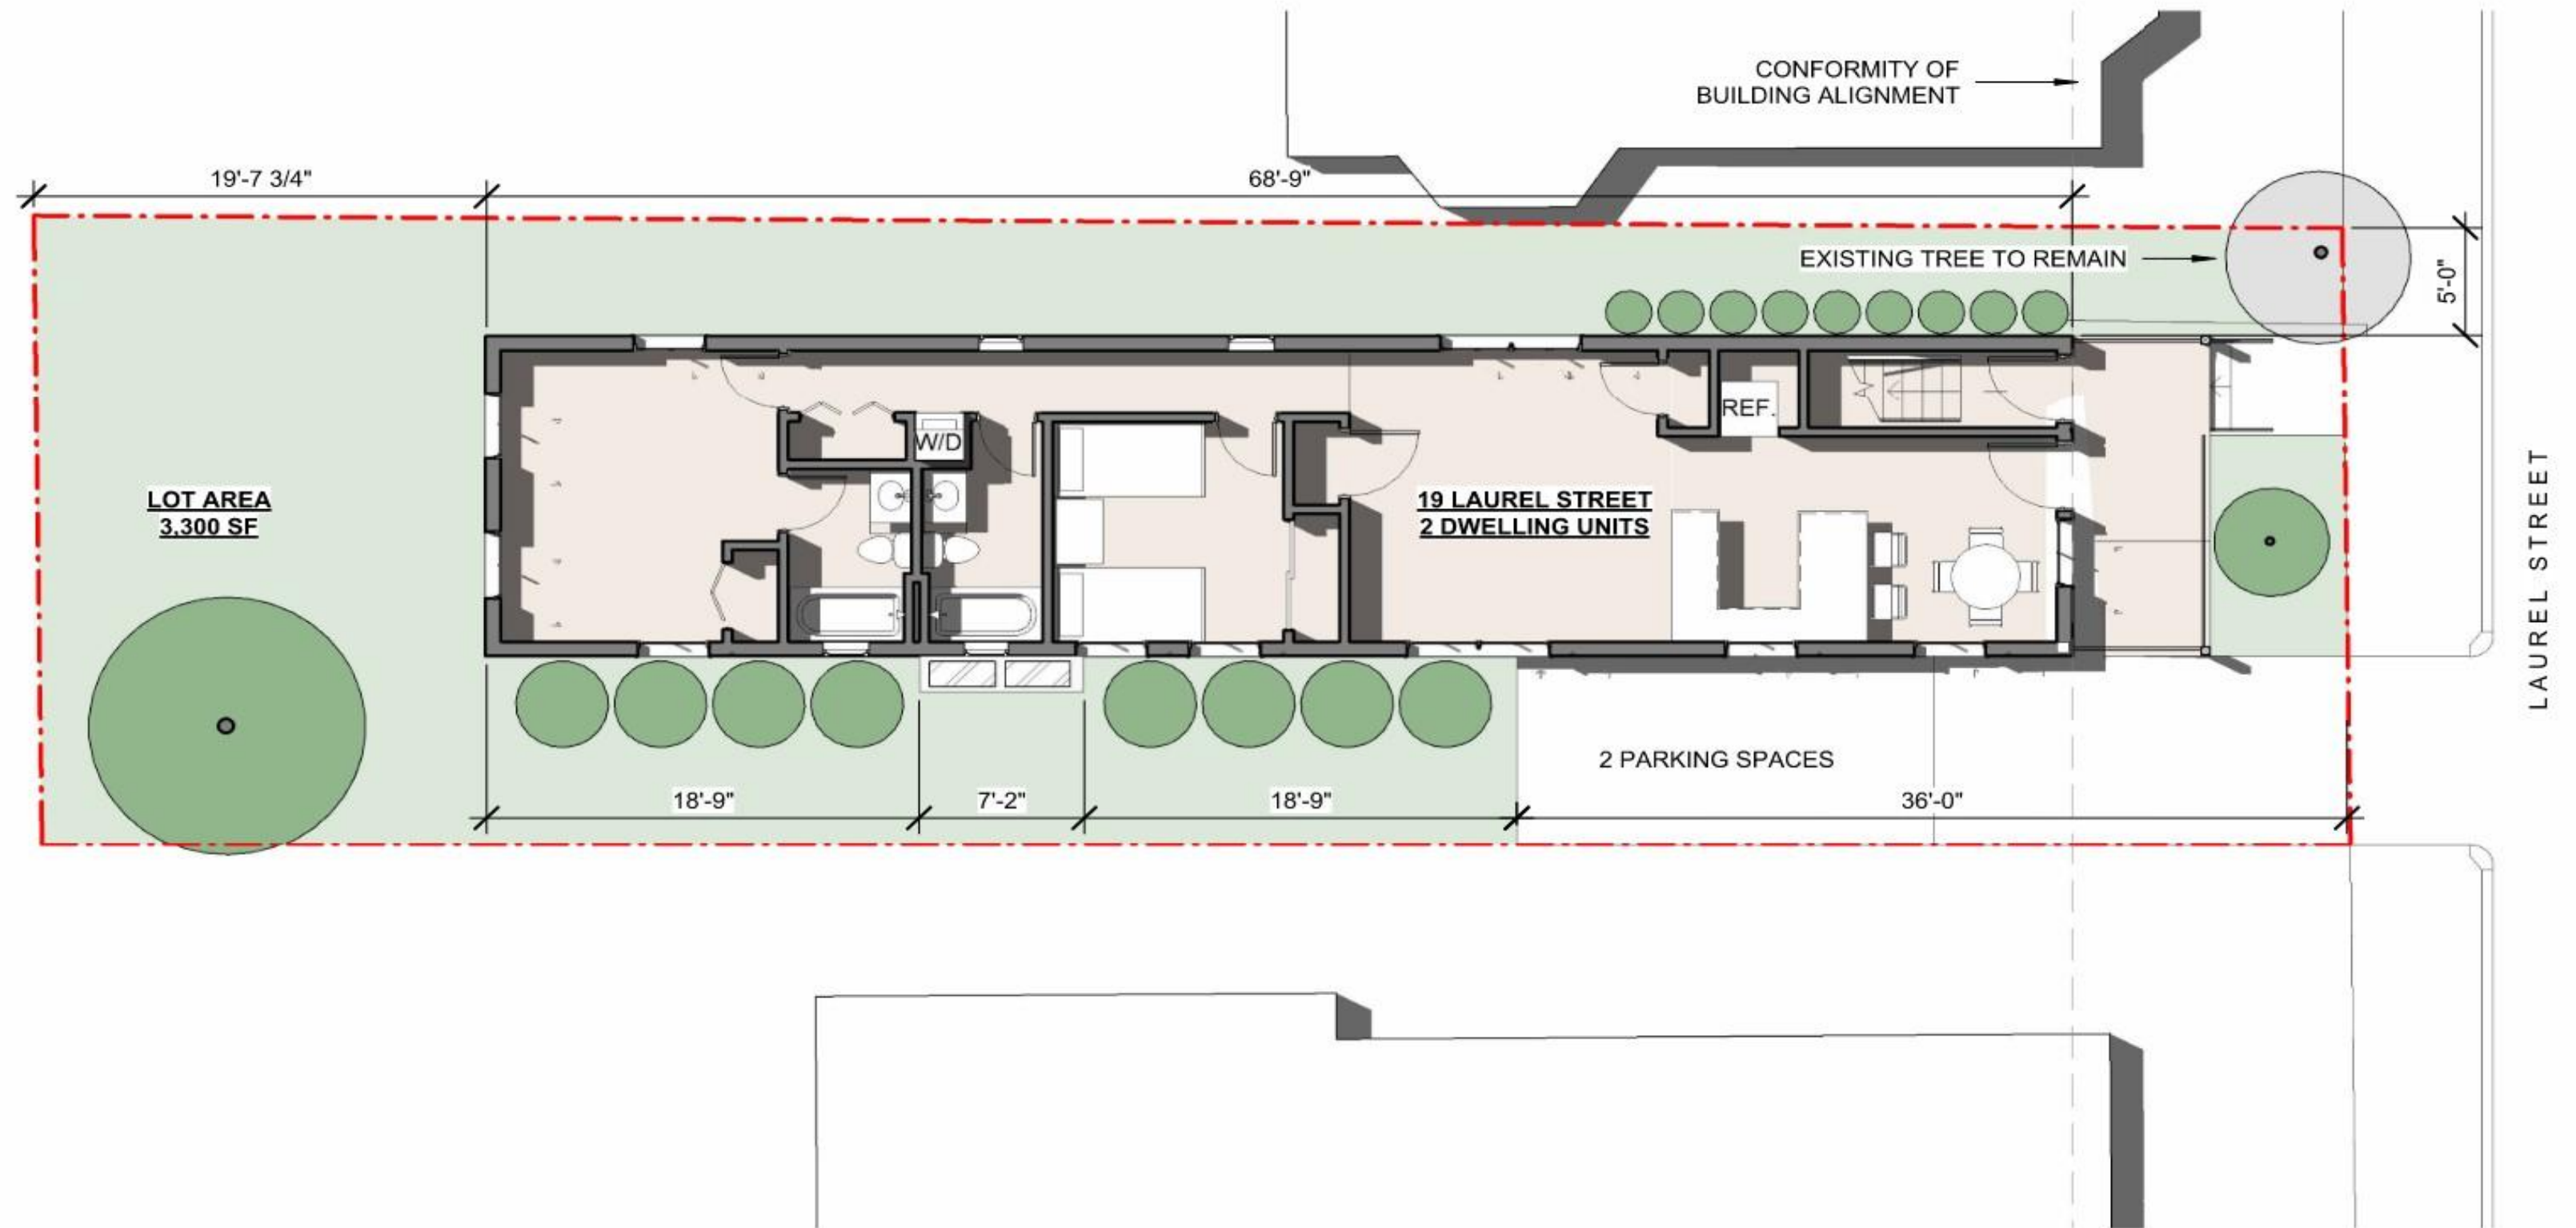 CONFORMITY OF
BUILDING ALIGNMENT
19'-7 3/4"
68'-9"
EXISTING TREE TO REMAIN
5'-0"
REF.
W/D
LOT AREA
3,300 SF
19 LAUREL STREET
2 DWELLING UNITS
LAUREL STREET
2 PARKING SPACES
18'-9"
7'-2"
18'-9"
36'-0"